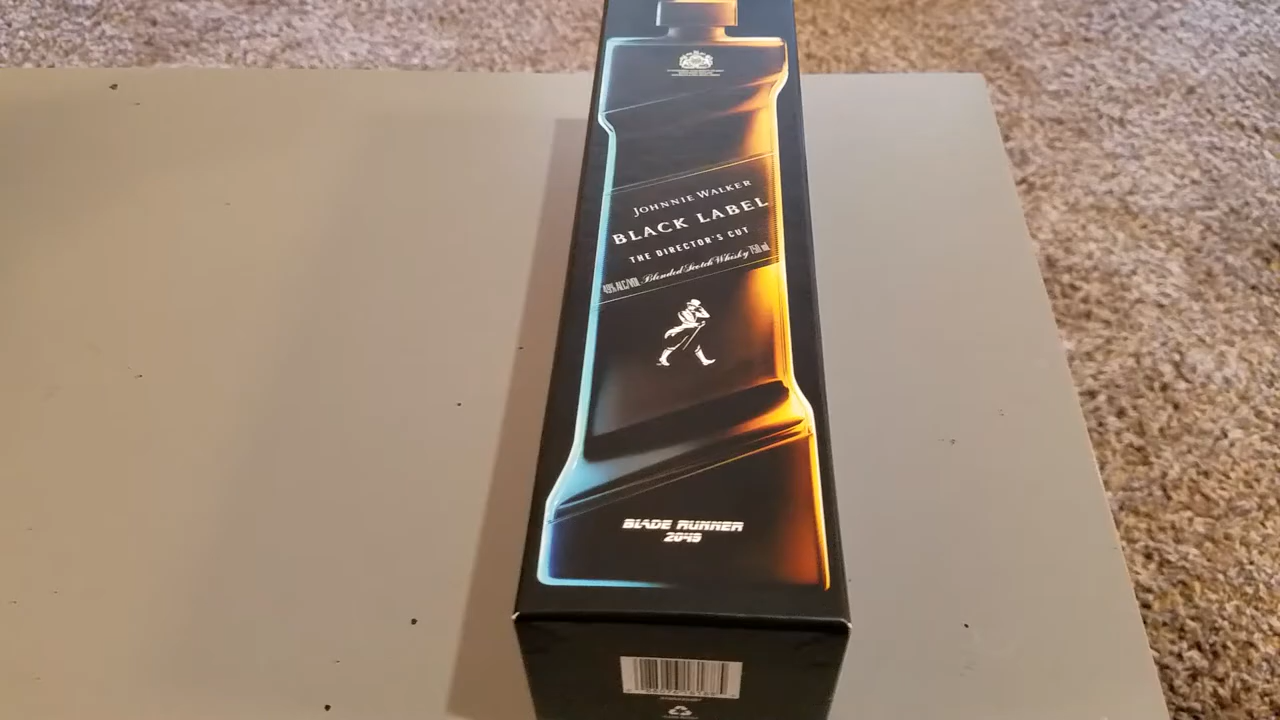 JOHNNIE WALKER
BLACK LABEL
THE DIRECTOR'S CUT
49% ALC/VOL Blended Scotch Whisky 750 ml
BLADE RUNNER
2049